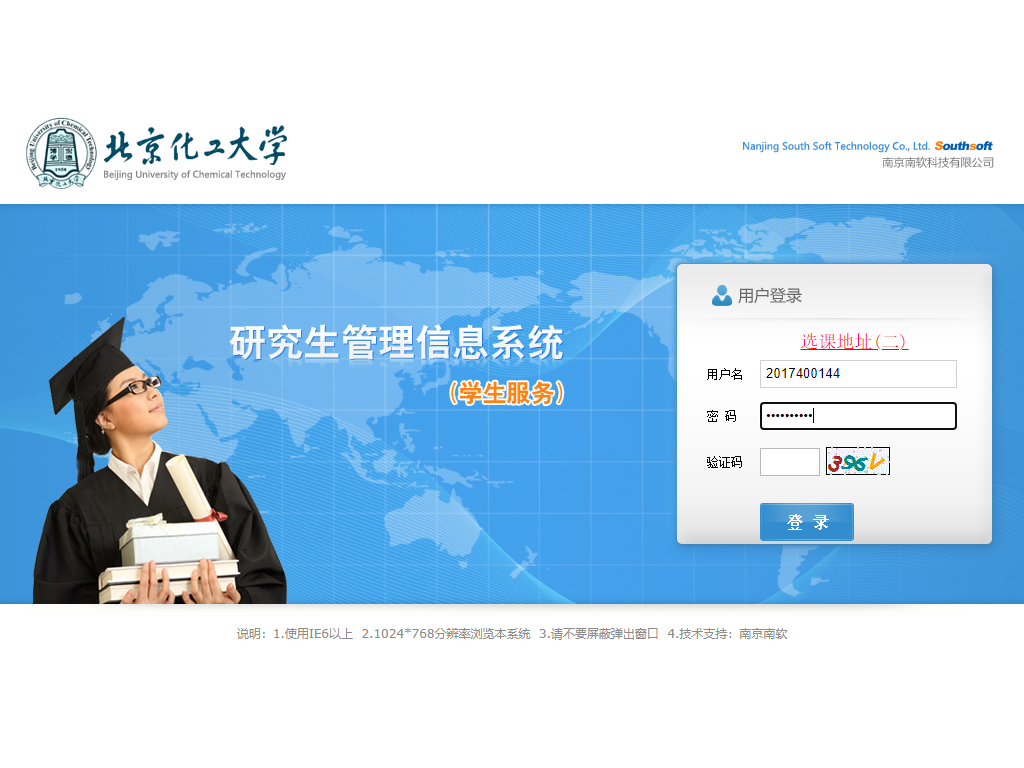 北京化工大学
Beijing University of Chemical Technology
Nanjing South Soft Technology Co., Ltd. Southsoft
南京南软科技有限公司
研究生管理信息系统
(学生服务)
用户登录
选课地址(二)
用户名 2017400144
密 码 ••••••••••
验证码 396V
登 录
说明：1.使用IE6以上 2.1024*768分辨率浏览本系统 3.请不要屏蔽弹出窗口 4.技术支持：南京南软